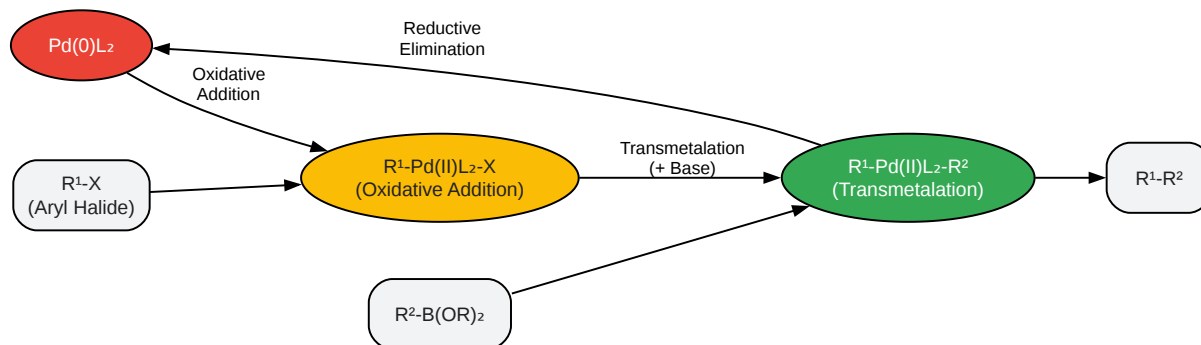 Pd(0)L₂
Reductive
Elimination
Oxidative
Addition
R¹-X
(Aryl Halide)
R¹-Pd(II)L₂-X
(Oxidative Addition)
Transmetalation
(+ Base)
R¹-Pd(II)L₂-R²
(Transmetalation)
R¹-R²
R²-B(OR)₂